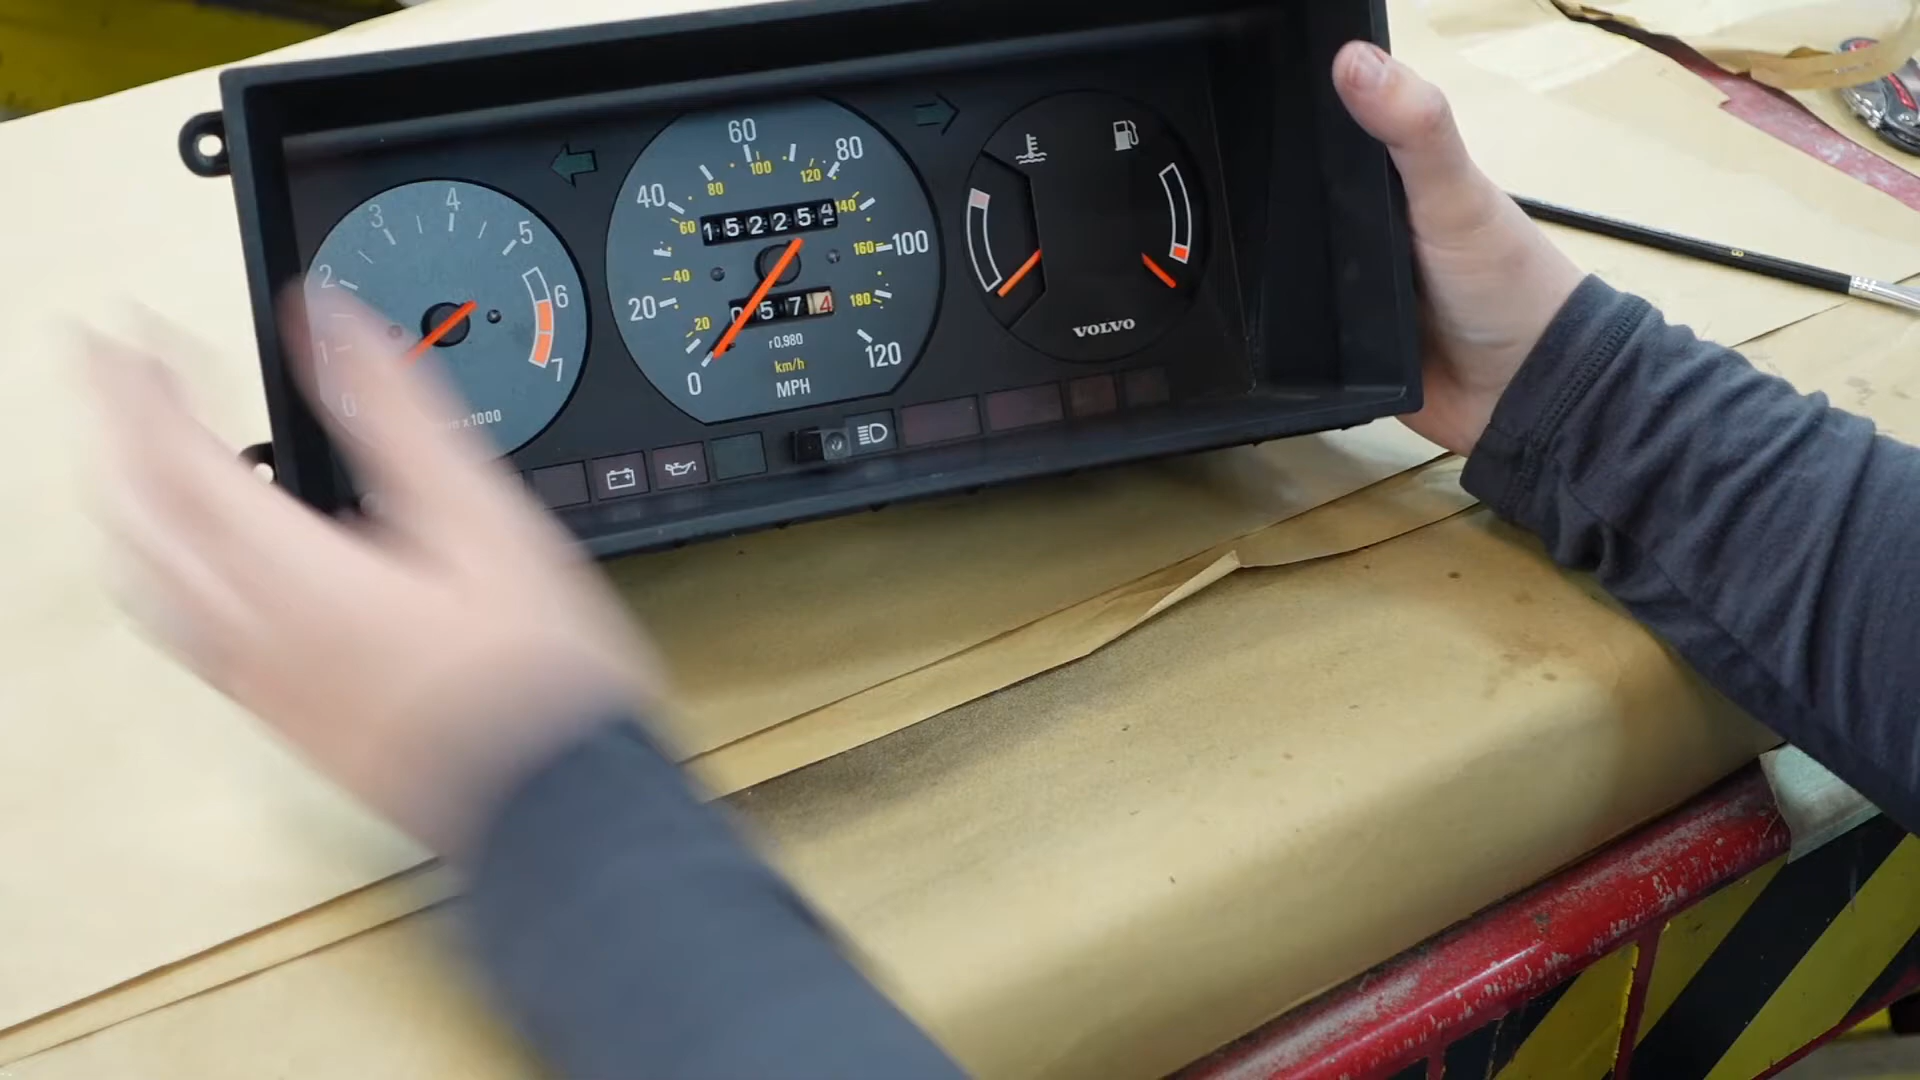 0 1 2 3 4 5 6 7
x1000
0 20 40 60 80 100 120
20 40 60 80 100 120 140 160 180
152254
0574
r0,980
km/h
MPH
VOLVO